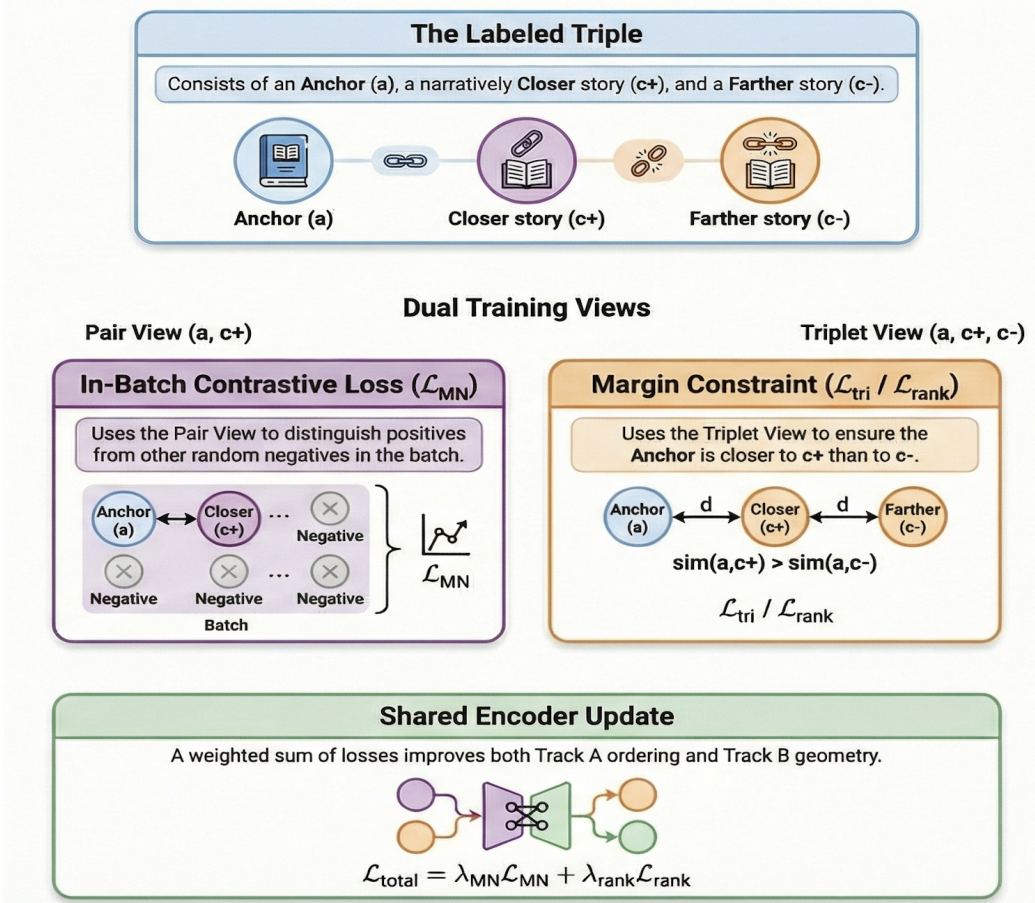 The Labeled Triple
Consists of an Anchor (a), a narratively Closer story (c+), and a Farther story (c-).
Anchor (a)
Closer story (c+)
Farther story (c-)
Dual Training Views
Pair View (a, c+)
Triplet View (a, c+, c-)
In-Batch Contrastive Loss (ℒMN)
Uses the Pair View to distinguish positives
from other random negatives in the batch.
Anchor
(a)
Closer
(c+)
...
Negative
Negative
Negative
...
Negative
Batch
ℒMN
Margin Constraint (ℒtri / ℒrank)
Uses the Triplet View to ensure the
Anchor is closer to c+ than to c-.
Anchor
(a)
d
Closer
(c+)
d
Farther
(c-)
sim(a,c+) > sim(a,c-)
ℒtri / ℒrank
Shared Encoder Update
A weighted sum of losses improves both Track A ordering and Track B geometry.
ℒtotal = λMNℒMN + λrankℒrank